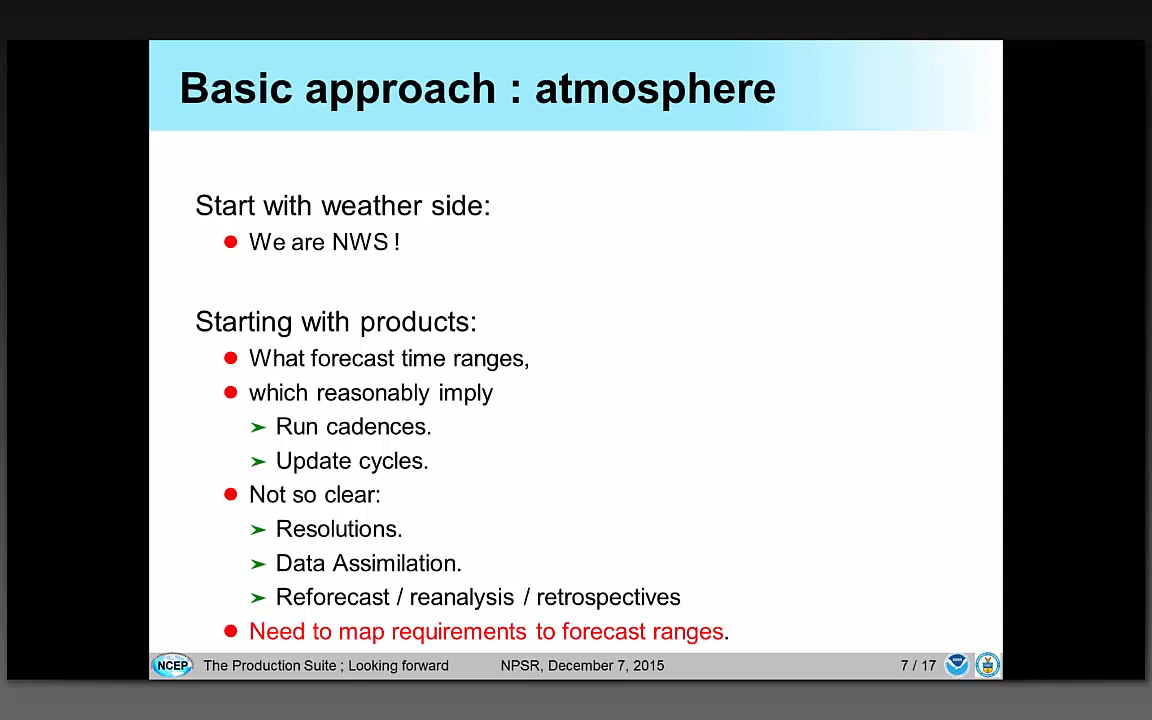 Basic approach : atmosphere
Start with weather side:
We are NWS !
Starting with products:
What forecast time ranges,
which reasonably imply
Run cadences.
Update cycles.
Not so clear:
Resolutions.
Data Assimilation.
Reforecast / reanalysis / retrospectives
Need to map requirements to forecast ranges.
NCEP The Production Suite ; Looking forward NPSR, December 7, 2015 7 / 17